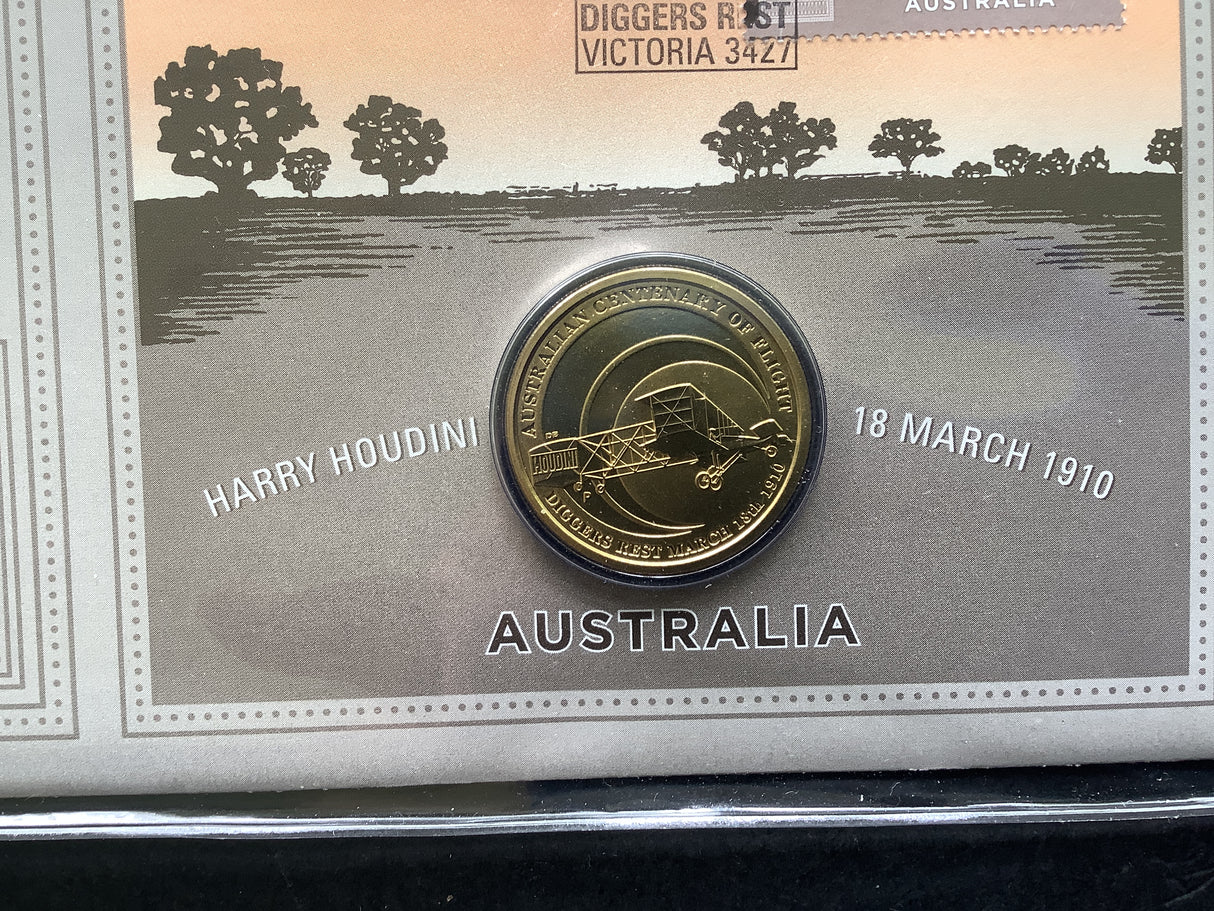 AUSTRALIA
DIGGERS REST
VICTORIA 3427
AUSTRALIAN CENTENARY OF FLIGHT
HOUDINI
DIGGERS REST MARCH 18th 1910
HARRY HOUDINI
18 MARCH 1910
AUSTRALIA